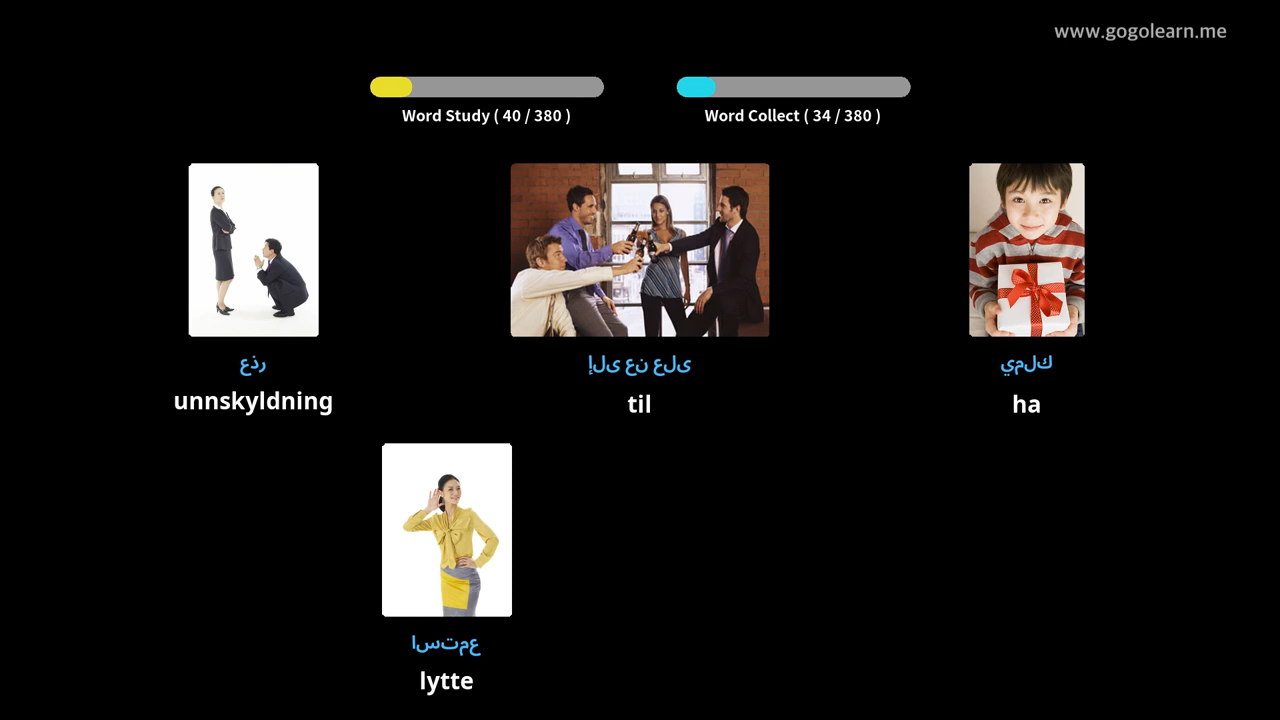 www.gogolearn.me
Word Study ( 40 / 380 )
Word Collect ( 34 / 380 )
عذر
إلى عن على
يملك
unnskyldning
til
ha
استمع
lytte